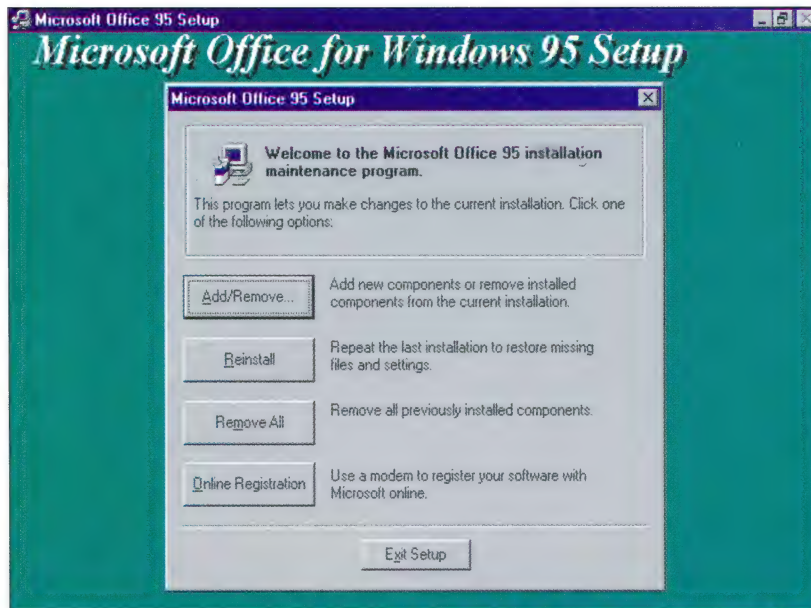 Microsoft Office 95 Setup
Microsoft Office for Windows 95 Setup
Microsoft Office 95 Setup
Welcome to the Microsoft Office 95 installation
maintenance program.
This program lets you make changes to the current installation. Click one
of the following options:
Add/Remove...
Add new components or remove installed
components from the current installation.
Reinstall
Repeat the last installation to restore missing
files and settings.
Remove All
Remove all previously installed components.
Online Registration
Use a modem to register your software with
Microsoft online.
Exit Setup